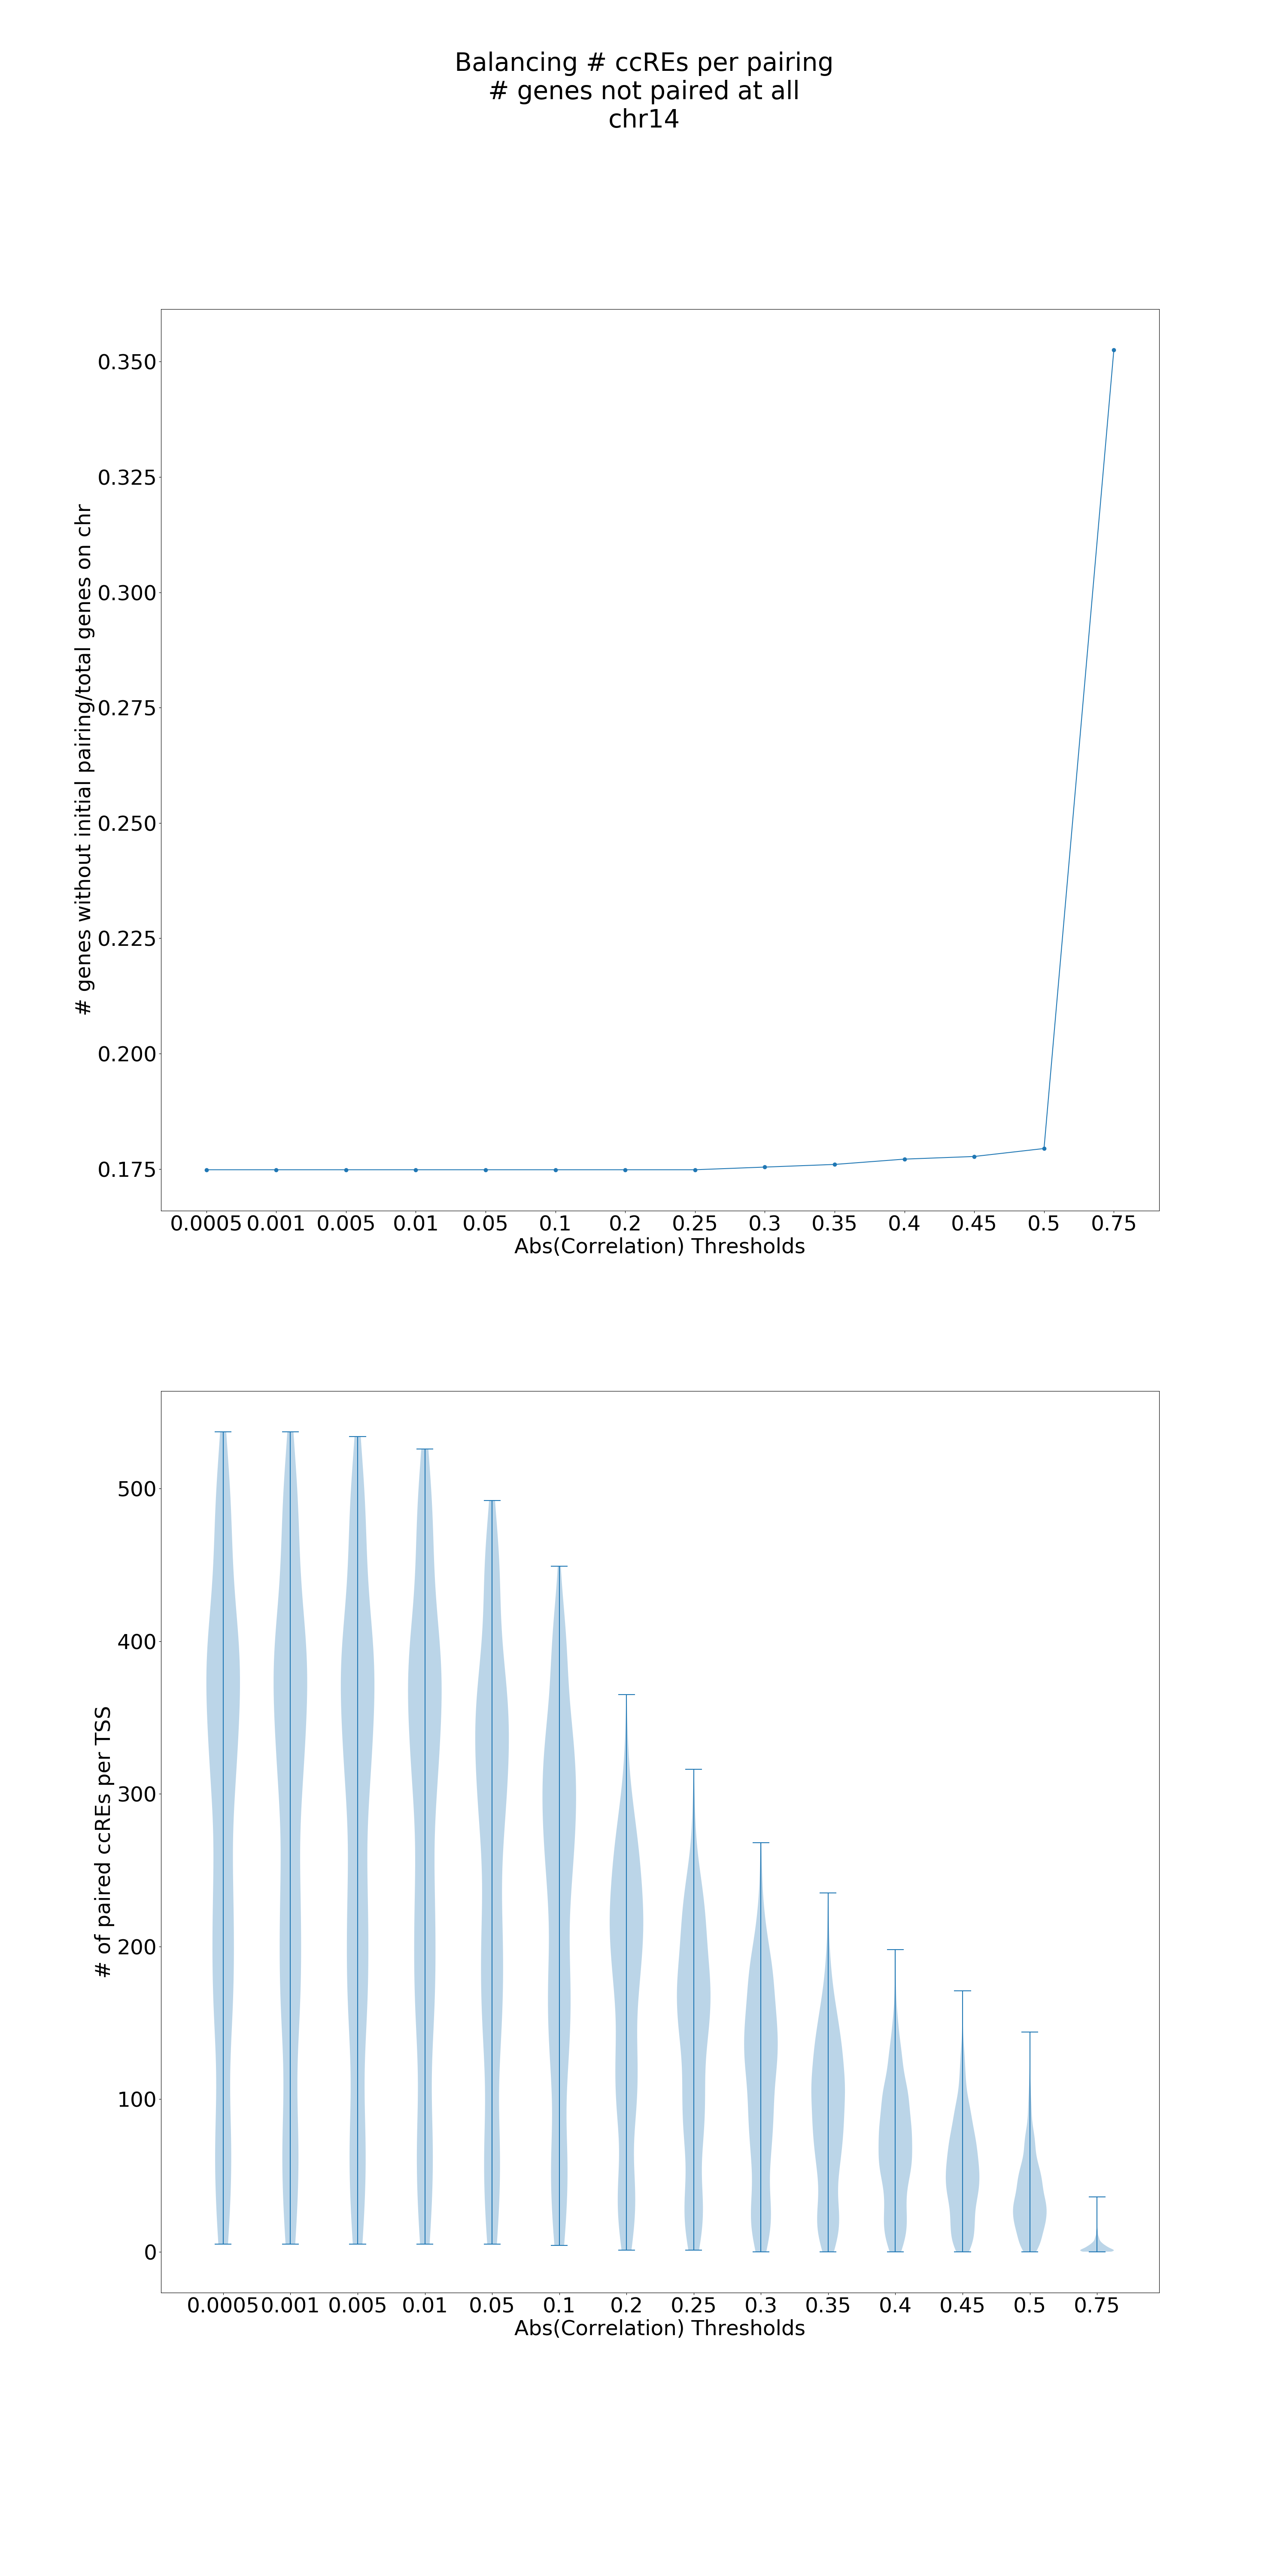 Balancing # ccREs per pairing
# genes not paired at all
chr14
# genes without initial pairing/total genes on chr
0.350
0.325
0.300
0.275
0.250
0.225
0.200
0.175
0.0005 0.001 0.005 0.01 0.05 0.1 0.2 0.25 0.3 0.35 0.4 0.45 0.5 0.75
Abs(Correlation) Thresholds
# of paired ccREs per TSS
500
400
300
200
100
0
0.0005 0.001 0.005 0.01 0.05 0.1 0.2 0.25 0.3 0.35 0.4 0.45 0.5 0.75
Abs(Correlation) Thresholds